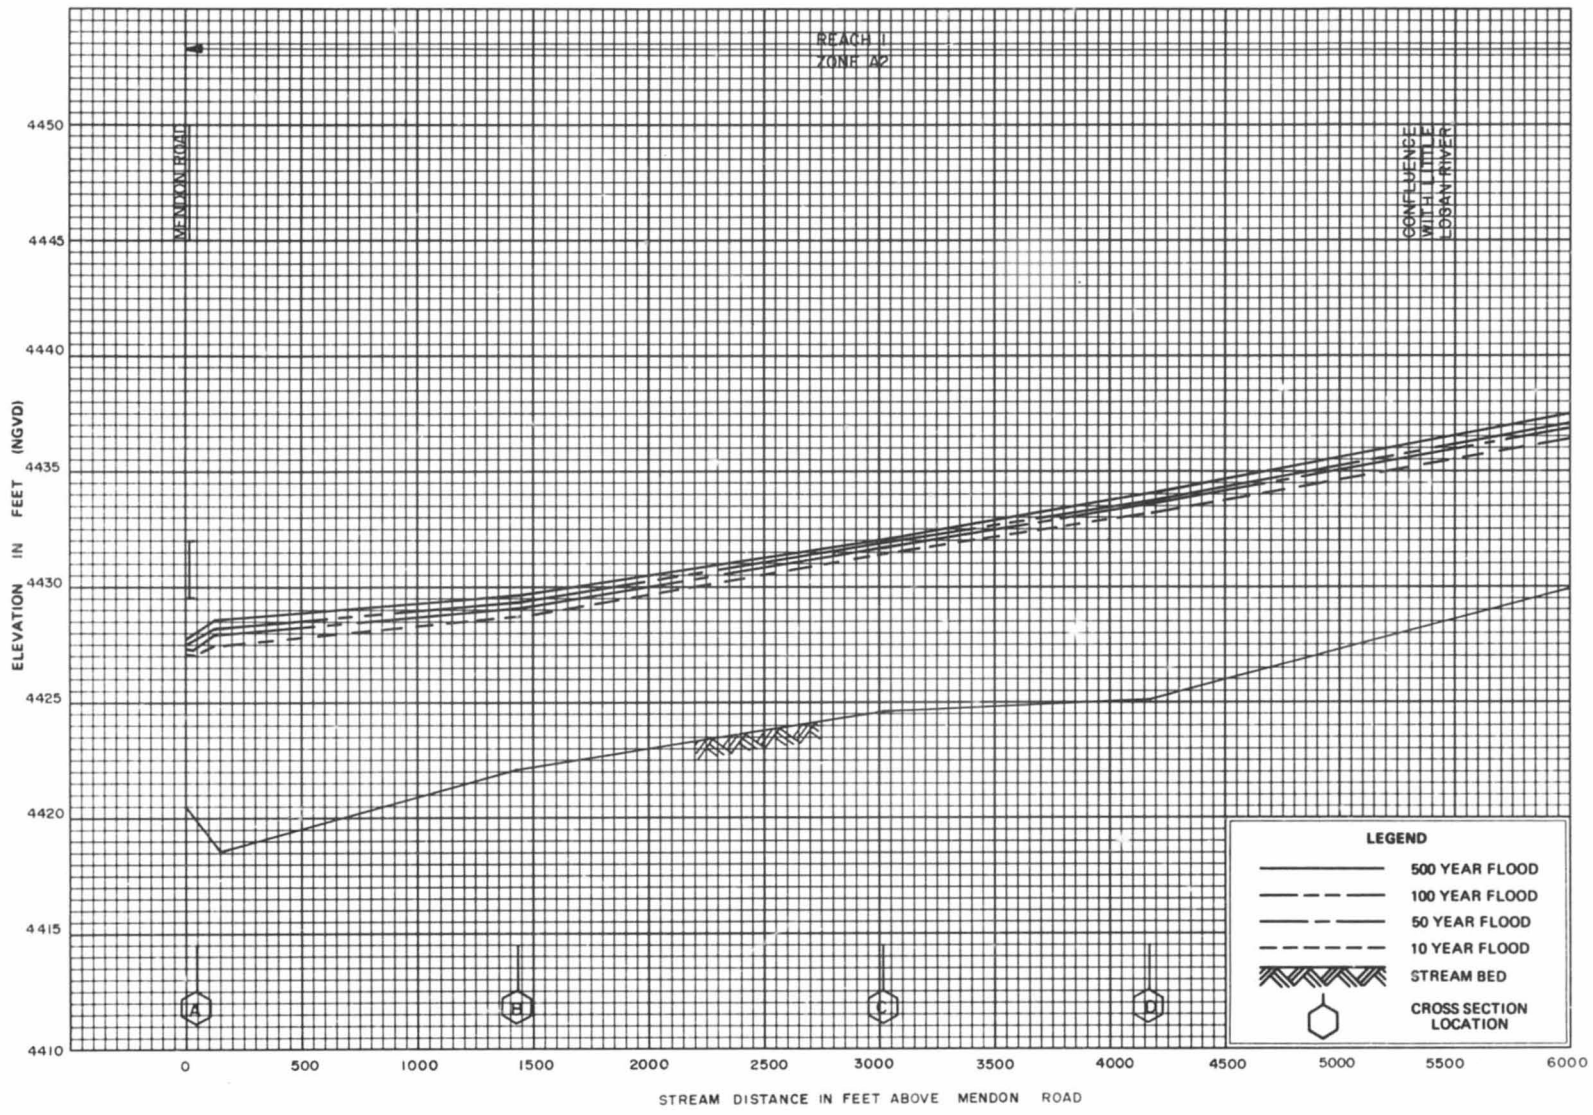 REACH 1
ZONE A2
MENDON ROAD
CONFLUENCE
WITH LITTLE
LOGAN RIVER
ELEVATION IN FEET (NGVD)
4450
4445
4440
4435
4430
4425
4420
4415
4410
A
B
C
D
LEGEND
500 YEAR FLOOD
100 YEAR FLOOD
50 YEAR FLOOD
10 YEAR FLOOD
STREAM BED
CROSS SECTION
LOCATION
0 500 1000 1500 2000 2500 3000 3500 4000 4500 5000 5500 6000
STREAM DISTANCE IN FEET ABOVE MENDON ROAD